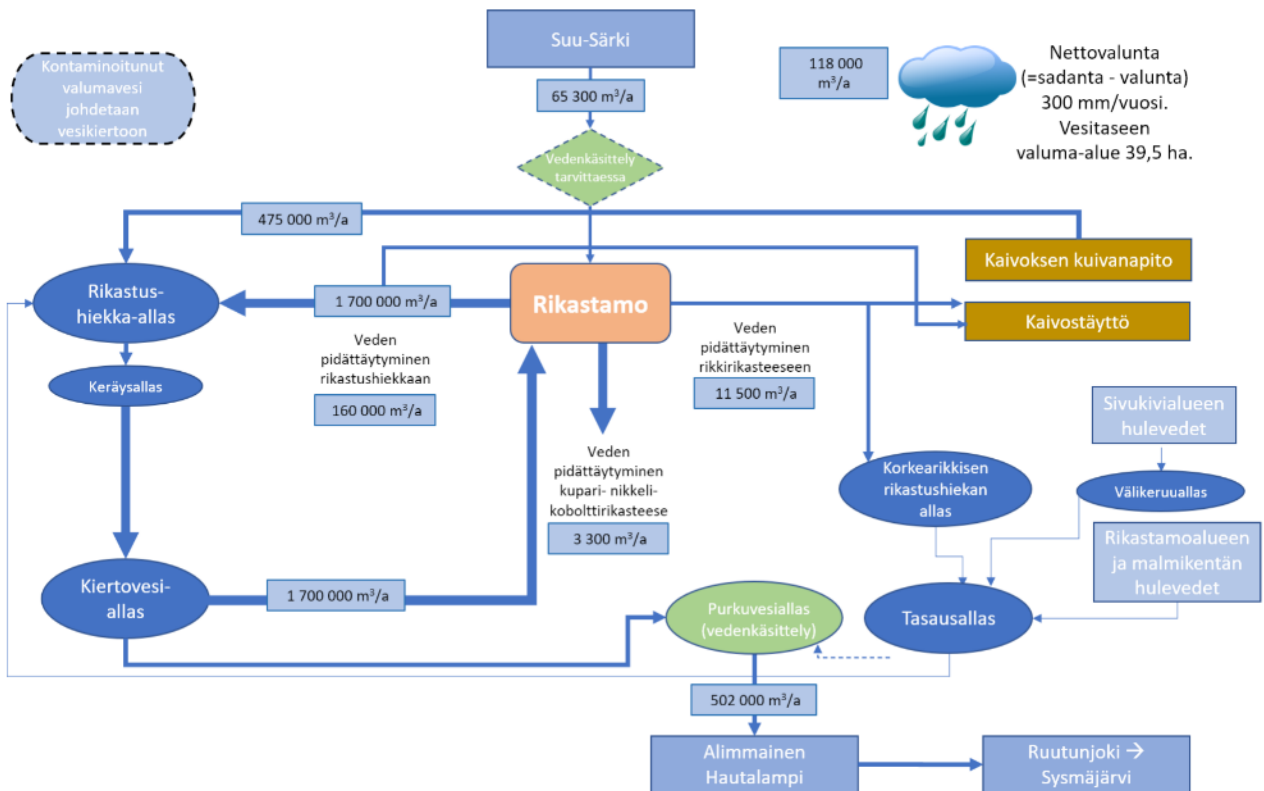 Suu-Särki
65 300 m³/a
118 000
m³/a
Nettovalunta
(=sadanta - valunta)
300 mm/vuosi.
Vesitaseen
valuma-alue 39,5 ha.
Kontaminoitunut
valumavesi
johdetaan
vesikiertoon
Vedenkäsittely
tarvittaessa
475 000 m³/a
Kaivoksen kuivanapito
Rikastus-
hiekka-allas
1 700 000 m³/a
Rikastamo
Kaivostäyttö
Veden
pidättäytyminen
rikastushiekkaan
160 000 m³/a
Veden
pidättäytyminen
rikkirikasteeseen
11 500 m³/a
Keräysallas
Sivukivialueen
hulevedet
Veden
pidättäytyminen
kupari- nikkeli-
kobolttirikasteese
3 300 m³/a
Korkearikkisen
rikastushiekan
allas
Välikeruuallas
Rikastamoalueen
ja malmikentän
hulevedet
Kiertovesi-
allas
1 700 000 m³/a
Purkuvesiallas
(vedenkäsittely)
Tasausallas
502 000 m³/a
Alimmainen
Hautalampi
Ruutunjoki →
Sysmäjärvi